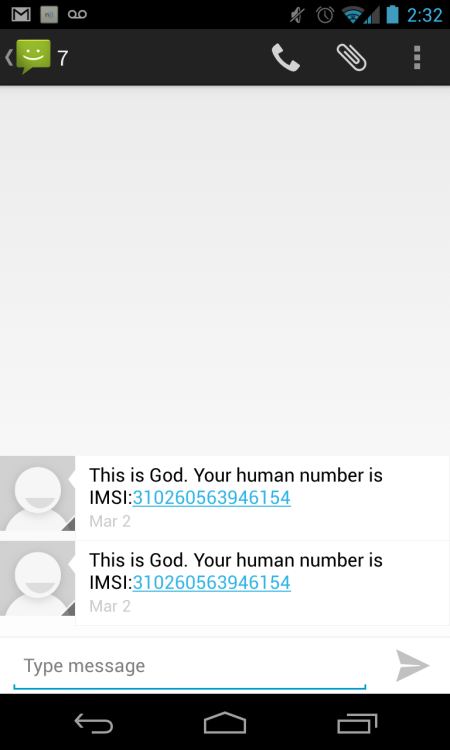 2:32
7
This is God. Your human number is
IMSI:310260563946154
Mar 2
This is God. Your human number is
IMSI:310260563946154
Mar 2
Type message